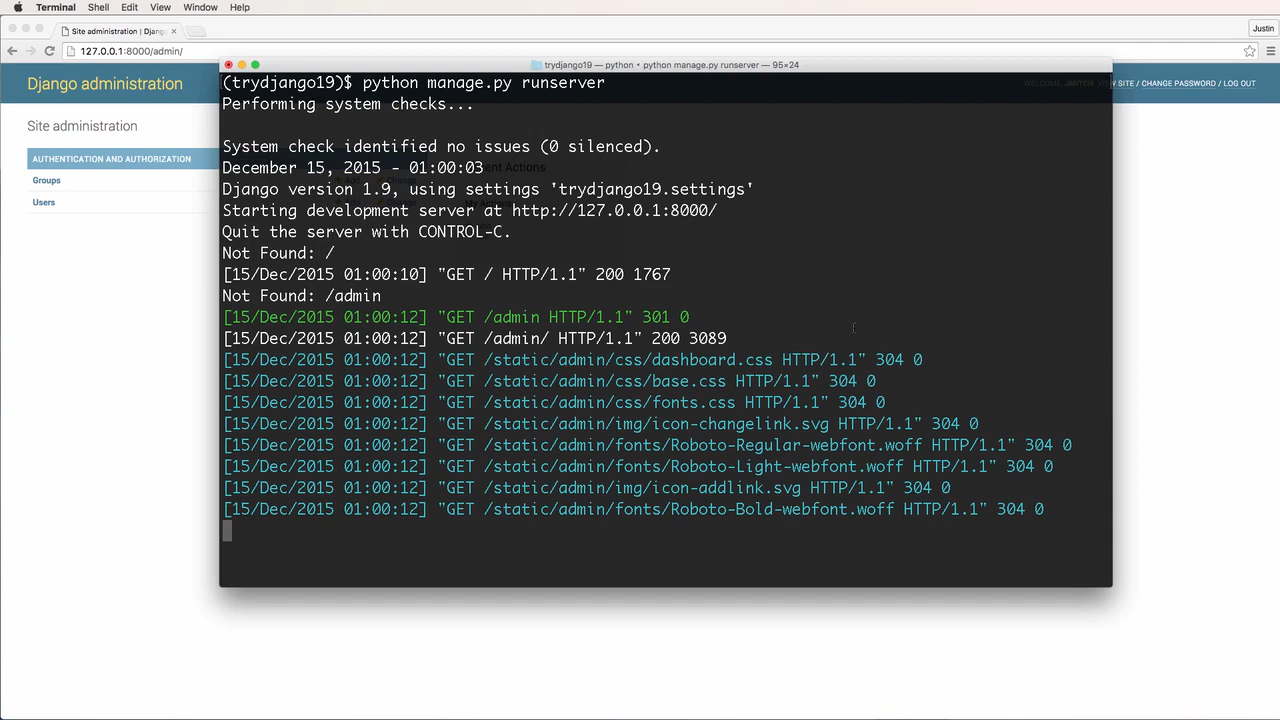 Terminal Shell Edit View Window Help
Site administration | Djang
Justin
127.0.0.1:8000/admin/
trydjango19 — python • python manage.py runserver — 95×24
Django administration
WELCOME, JMITCH. VIEW SITE / CHANGE PASSWORD / LOG OUT
(trydjango19)$ python manage.py runserver
Performing system checks...
Site administration
System check identified no issues (0 silenced).
AUTHENTICATION AND AUTHORIZATION
December 15, 2015 - 01:00:03
Groups
Django version 1.9, using settings 'trydjango19.settings'
Users
Starting development server at http://127.0.0.1:8000/
Quit the server with CONTROL-C.
Not Found: /
[15/Dec/2015 01:00:10] "GET / HTTP/1.1" 200 1767
Not Found: /admin
[15/Dec/2015 01:00:12] "GET /admin HTTP/1.1" 301 0
[15/Dec/2015 01:00:12] "GET /admin/ HTTP/1.1" 200 3089
[15/Dec/2015 01:00:12] "GET /static/admin/css/dashboard.css HTTP/1.1" 304 0
[15/Dec/2015 01:00:12] "GET /static/admin/css/base.css HTTP/1.1" 304 0
[15/Dec/2015 01:00:12] "GET /static/admin/css/fonts.css HTTP/1.1" 304 0
[15/Dec/2015 01:00:12] "GET /static/admin/img/icon-changelink.svg HTTP/1.1" 304 0
[15/Dec/2015 01:00:12] "GET /static/admin/fonts/Roboto-Regular-webfont.woff HTTP/1.1" 304 0
[15/Dec/2015 01:00:12] "GET /static/admin/fonts/Roboto-Light-webfont.woff HTTP/1.1" 304 0
[15/Dec/2015 01:00:12] "GET /static/admin/img/icon-addlink.svg HTTP/1.1" 304 0
[15/Dec/2015 01:00:12] "GET /static/admin/fonts/Roboto-Bold-webfont.woff HTTP/1.1" 304 0